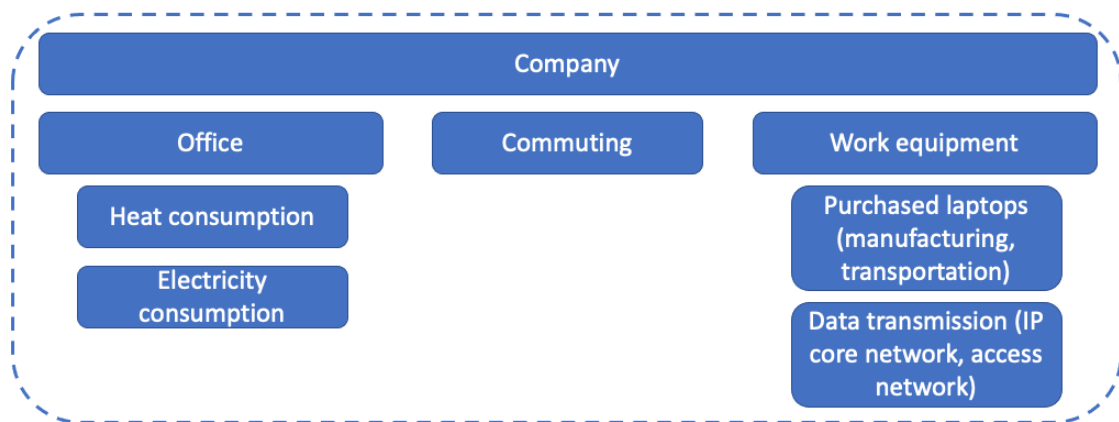 Company
Office
Commuting
Work equipment
Heat consumption
Electricity
consumption
Purchased laptops
(manufacturing,
transportation)
Data transmission (IP
core network, access
network)